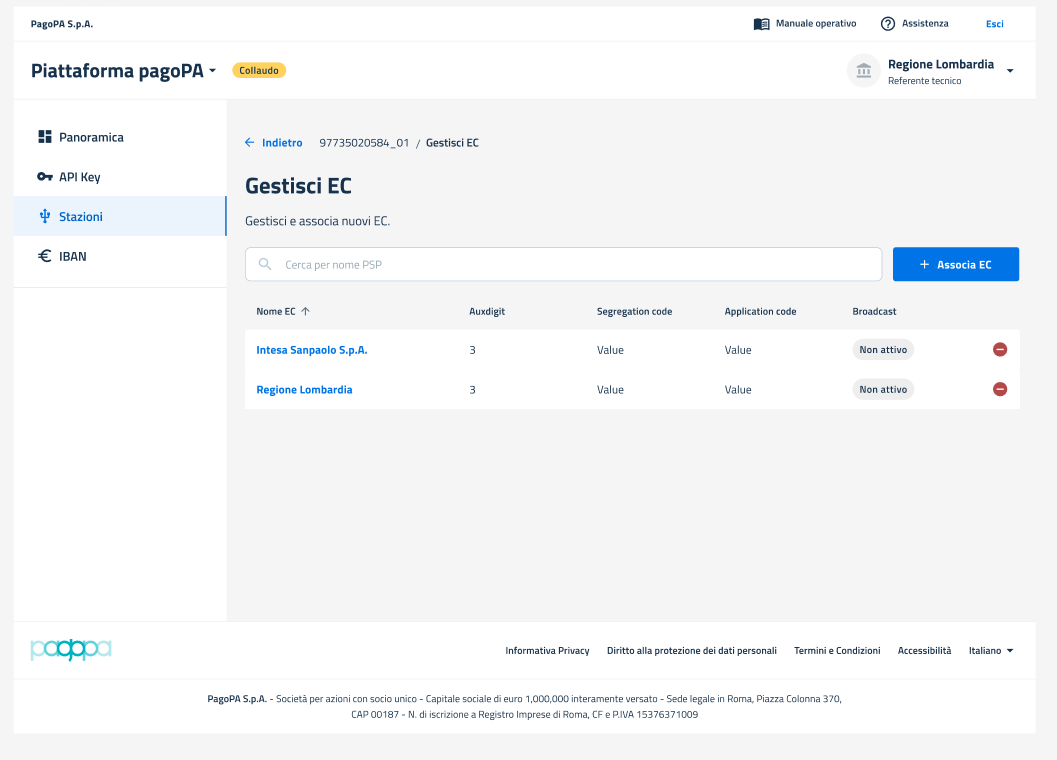 PagoPA S.p.A.
Manuale operativo
Assistenza
Esci
Piattaforma pagoPA
Collaudo
Regione Lombardia
Referente tecnico
Panoramica
API Key
Stazioni
IBAN
Indietro
97735020584_01 / Gestisci EC
Gestisci EC
Gestisci e associa nuovi EC.
Cerca per nome PSP
+ Associa EC
Nome EC Auxdigit Segregation code Application code Broadcast
Intesa Sanpaolo S.p.A. 3 Value Value Non attivo
Regione Lombardia 3 Value Value Non attivo
pagopa
Informativa Privacy Diritto alla protezione dei dati personali Termini e Condizioni Accessibilità Italiano
PagoPA S.p.A. - Società per azioni con socio unico - Capitale sociale di euro 1,000,000 interamente versato - Sede legale in Roma, Piazza Colonna 370,
CAP 00187 - N. di iscrizione a Registro Imprese di Roma, CF e P.IVA 15376371009